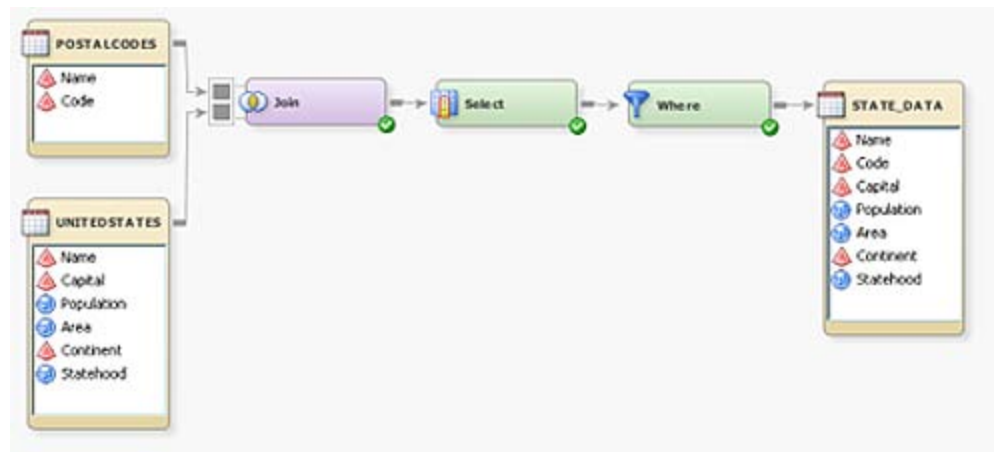 POSTALCODES
Name
Code
Join
Select
Where
STATE_DATA
Name
Code
Capital
Population
Area
Continent
Statehood
UNITEDSTATES
Name
Capital
Population
Area
Continent
Statehood